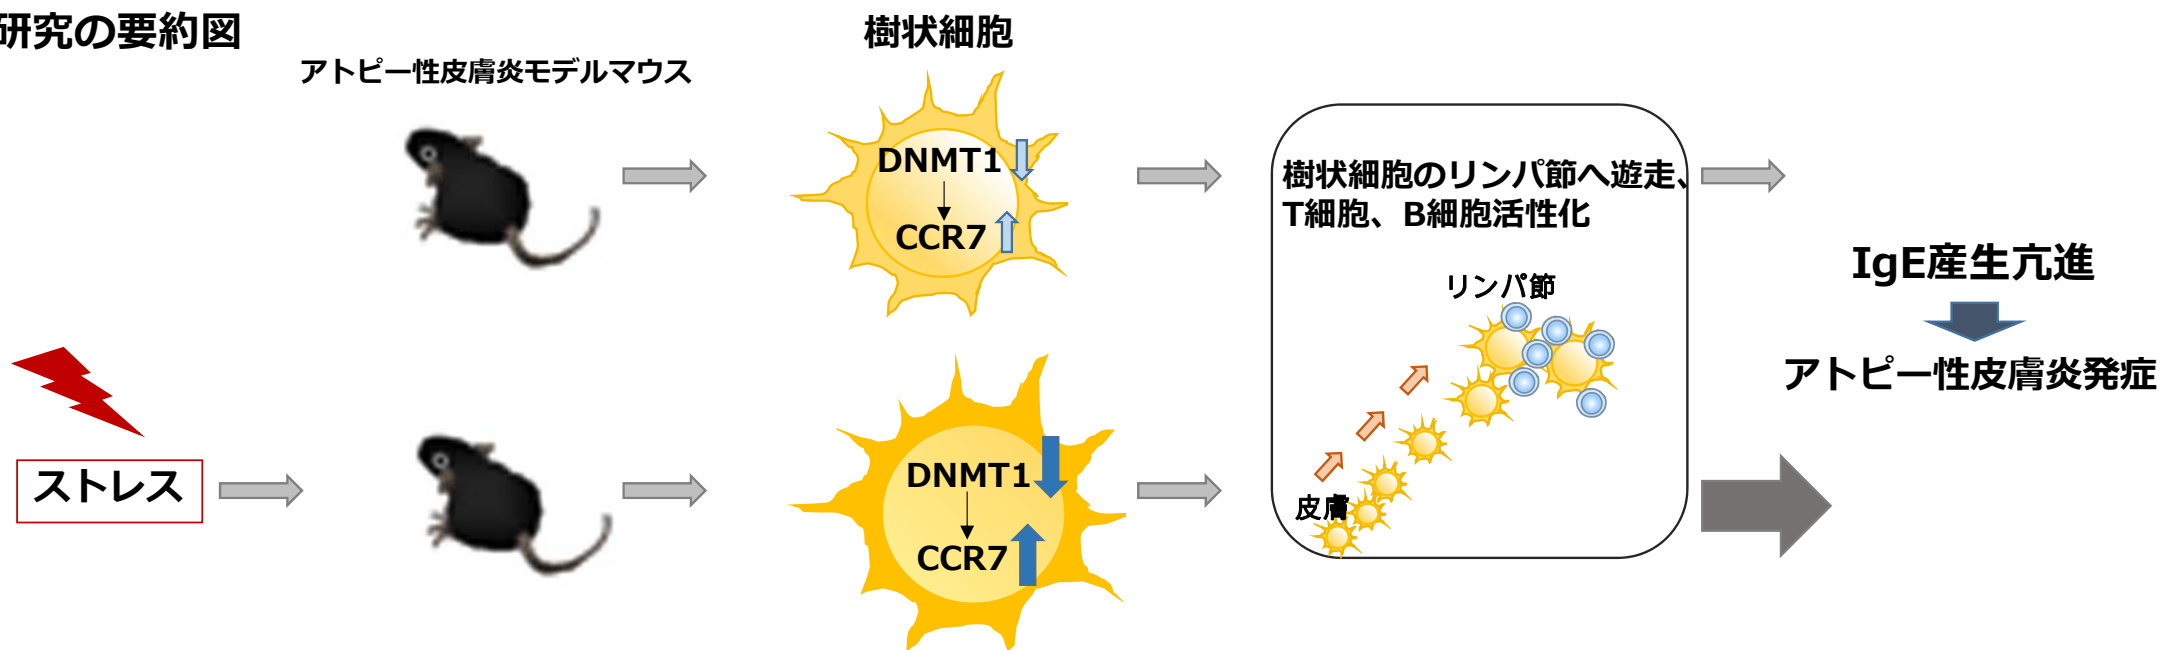 研究の要約図
アトピー性皮膚炎モデルマウス
樹状細胞
DNMT1
CCR7
樹状細胞のリンパ節へ遊走、
T細胞、B細胞活性化
リンパ節
皮膚
IgE産生亢進
アトピー性皮膚炎発症
ストレス
DNMT1
CCR7